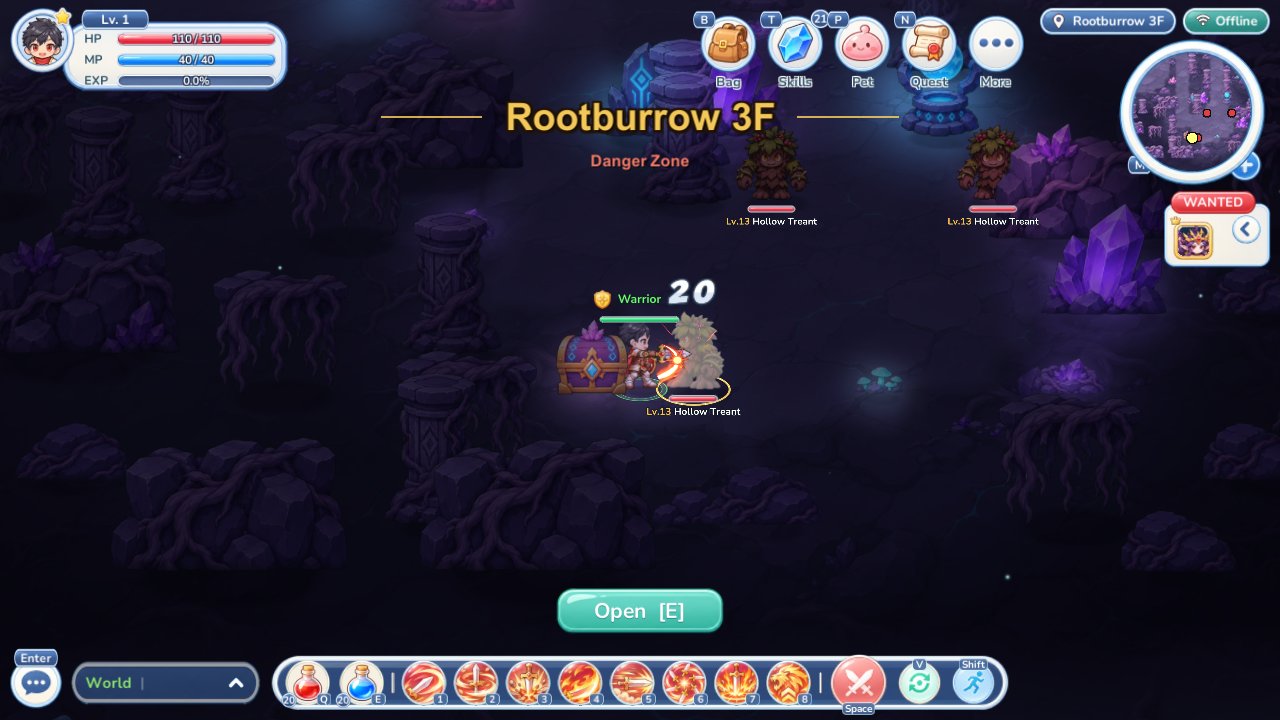 Lv. 1
HP 110/110
MP 40/40
EXP 0.0%
B
Bag
T
Skills
21 P
Pet
N
Quest
More
Rootburrow 3F
Offline
M
WANTED
Rootburrow 3F
Danger Zone
Lv.13 Hollow Treant
Lv.13 Hollow Treant
Warrior 20
Lv.13 Hollow Treant
Open [E]
Enter
World
20 Q
20 E
1
2
3
4
5
6
7
8
Space
V
Shift